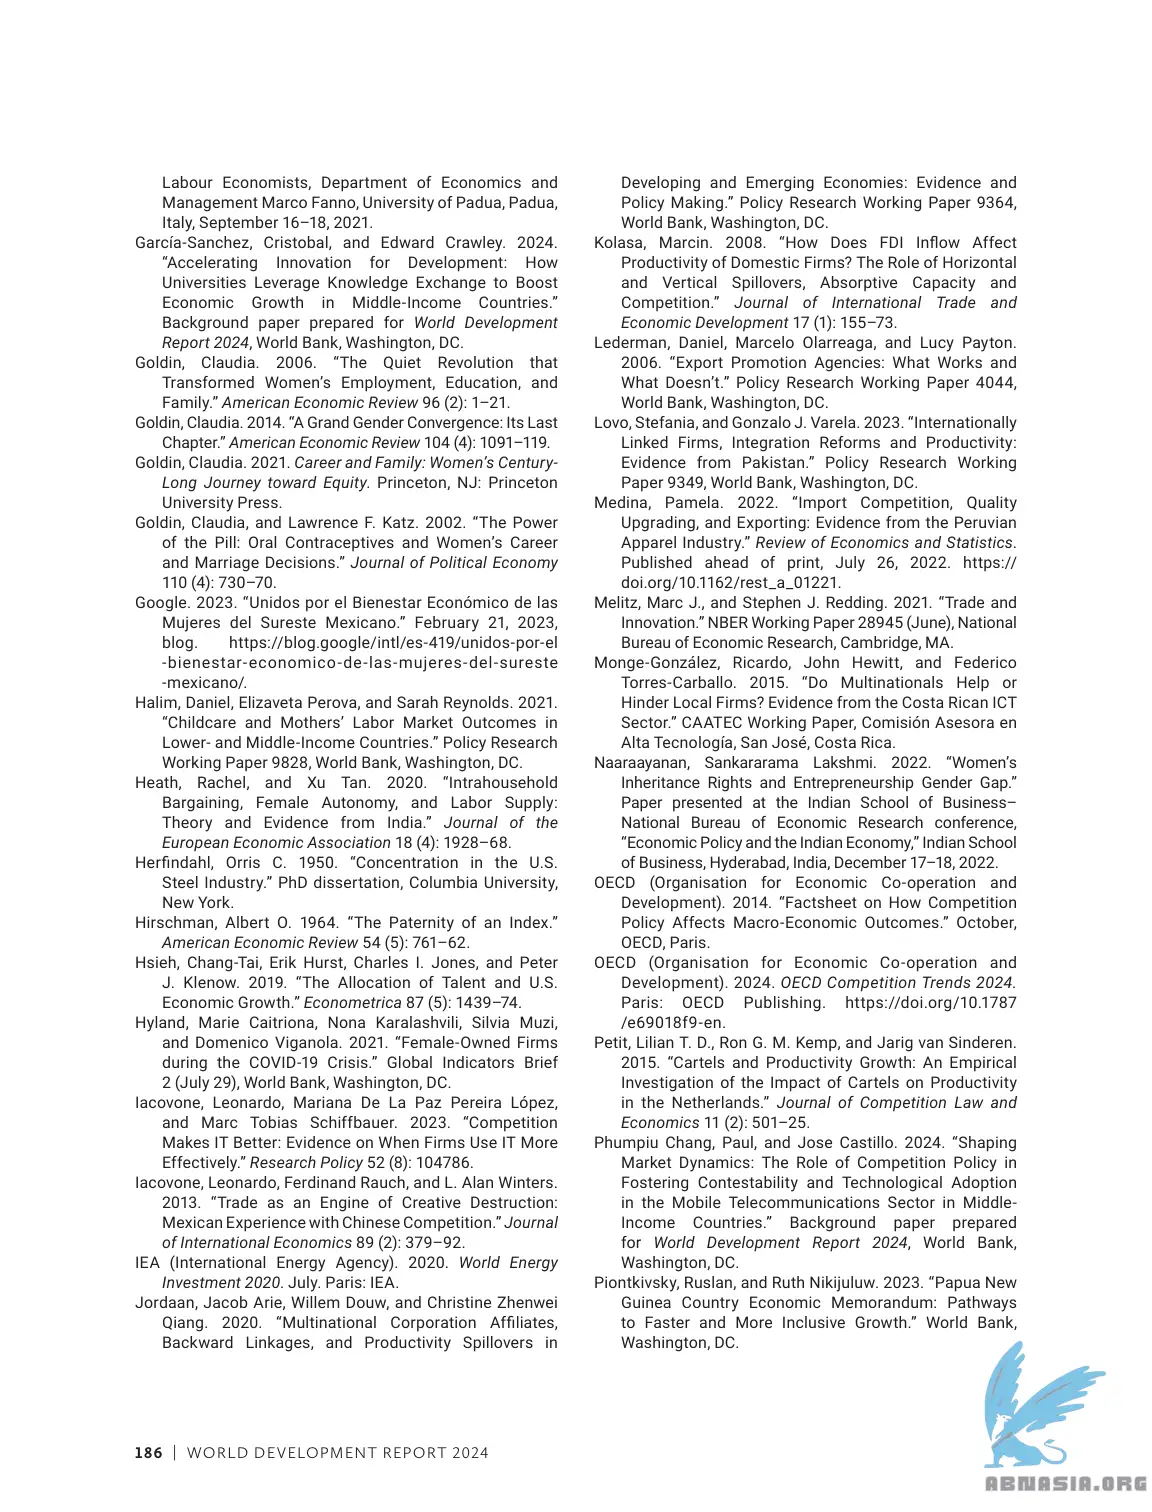 Labour Economists, Department of Economics and
Management Marco Fanno, University of Padua, Padua,
Italy, September 16–18, 2021.
García-Sanchez, Cristobal, and Edward Crawley. 2024.
“Accelerating Innovation for Development: How
Universities Leverage Knowledge Exchange to Boost
Economic Growth in Middle-Income Countries.”
Background paper prepared for World Development
Report 2024, World Bank, Washington, DC.
Goldin, Claudia. 2006. “The Quiet Revolution that
Transformed Women’s Employment, Education, and
Family.” American Economic Review 96 (2): 1–21.
Goldin, Claudia. 2014. “A Grand Gender Convergence: Its Last
Chapter.” American Economic Review 104 (4): 1091–119.
Goldin, Claudia. 2021. Career and Family: Women’s Century-
Long Journey toward Equity. Princeton, NJ: Princeton
University Press.
Goldin, Claudia, and Lawrence F. Katz. 2002. “The Power
of the Pill: Oral Contraceptives and Women’s Career
and Marriage Decisions.” Journal of Political Economy
110 (4): 730–70.
Google. 2023. “Unidos por el Bienestar Económico de las
Mujeres del Sureste Mexicano.” February 21, 2023,
blog. https://blog.google/intl/es-419/unidos-por-el
-bienestar-economico-de-las-mujeres-del-sureste
-mexicano/.
Halim, Daniel, Elizaveta Perova, and Sarah Reynolds. 2021.
“Childcare and Mothers’ Labor Market Outcomes in
Lower- and Middle-Income Countries.” Policy Research
Working Paper 9828, World Bank, Washington, DC.
Heath, Rachel, and Xu Tan. 2020. “Intrahousehold
Bargaining, Female Autonomy, and Labor Supply:
Theory and Evidence from India.” Journal of the
European Economic Association 18 (4): 1928–68.
Herfindahl, Orris C. 1950. “Concentration in the U.S.
Steel Industry.” PhD dissertation, Columbia University,
New York.
Hirschman, Albert O. 1964. “The Paternity of an Index.”
American Economic Review 54 (5): 761–62.
Hsieh, Chang-Tai, Erik Hurst, Charles I. Jones, and Peter
J. Klenow. 2019. “The Allocation of Talent and U.S.
Economic Growth.” Econometrica 87 (5): 1439–74.
Hyland, Marie Caitriona, Nona Karalashvili, Silvia Muzi,
and Domenico Viganola. 2021. “Female-Owned Firms
during the COVID-19 Crisis.” Global Indicators Brief
2 (July 29), World Bank, Washington, DC.
Iacovone, Leonardo, Mariana De La Paz Pereira López,
and Marc Tobias Schiffbauer. 2023. “Competition
Makes IT Better: Evidence on When Firms Use IT More
Effectively.” Research Policy 52 (8): 104786.
Iacovone, Leonardo, Ferdinand Rauch, and L. Alan Winters.
2013. “Trade as an Engine of Creative Destruction:
Mexican Experience with Chinese Competition.” Journal
of International Economics 89 (2): 379–92.
IEA (International Energy Agency). 2020. World Energy
Investment 2020. July. Paris: IEA.
Jordaan, Jacob Arie, Willem Douw, and Christine Zhenwei
Qiang. 2020. “Multinational Corporation Affiliates,
Backward Linkages, and Productivity Spillovers in
Developing and Emerging Economies: Evidence and
Policy Making.” Policy Research Working Paper 9364,
World Bank, Washington, DC.
Kolasa, Marcin. 2008. “How Does FDI Inflow Affect
Productivity of Domestic Firms? The Role of Horizontal
and Vertical Spillovers, Absorptive Capacity and
Competition.” Journal of International Trade and
Economic Development 17 (1): 155–73.
Lederman, Daniel, Marcelo Olarreaga, and Lucy Payton.
2006. “Export Promotion Agencies: What Works and
What Doesn’t.” Policy Research Working Paper 4044,
World Bank, Washington, DC.
Lovo, Stefania, and Gonzalo J. Varela. 2023. “Internationally
Linked Firms, Integration Reforms and Productivity:
Evidence from Pakistan.” Policy Research Working
Paper 9349, World Bank, Washington, DC.
Medina, Pamela. 2022. “Import Competition, Quality
Upgrading, and Exporting: Evidence from the Peruvian
Apparel Industry.” Review of Economics and Statistics.
Published ahead of print, July 26, 2022. https://
doi.org/10.1162/rest_a_01221.
Melitz, Marc J., and Stephen J. Redding. 2021. “Trade and
Innovation.” NBER Working Paper 28945 (June), National
Bureau of Economic Research, Cambridge, MA.
Monge-González, Ricardo, John Hewitt, and Federico
Torres-Carballo. 2015. “Do Multinationals Help or
Hinder Local Firms? Evidence from the Costa Rican ICT
Sector.” CAATEC Working Paper, Comisión Asesora en
Alta Tecnología, San José, Costa Rica.
Naaraayanan, Sankararama Lakshmi. 2022. “Women’s
Inheritance Rights and Entrepreneurship Gender Gap.”
Paper presented at the Indian School of Business–
National Bureau of Economic Research conference,
“Economic Policy and the Indian Economy,” Indian School
of Business, Hyderabad, India, December 17–18, 2022.
OECD (Organisation for Economic Co-operation and
Development). 2014. “Factsheet on How Competition
Policy Affects Macro-Economic Outcomes.” October,
OECD, Paris.
OECD (Organisation for Economic Co-operation and
Development). 2024. OECD Competition Trends 2024.
Paris: OECD Publishing. https://doi.org/10.1787
/e69018f9-en.
Petit, Lilian T. D., Ron G. M. Kemp, and Jarig van Sinderen.
2015. “Cartels and Productivity Growth: An Empirical
Investigation of the Impact of Cartels on Productivity
in the Netherlands.” Journal of Competition Law and
Economics 11 (2): 501–25.
Phumpiu Chang, Paul, and Jose Castillo. 2024. “Shaping
Market Dynamics: The Role of Competition Policy in
Fostering Contestability and Technological Adoption
in the Mobile Telecommunications Sector in Middle-
Income Countries.” Background paper prepared
for World Development Report 2024, World Bank,
Washington, DC.
Piontkivsky, Ruslan, and Ruth Nikijuluw. 2023. “Papua New
Guinea Country Economic Memorandum: Pathways
to Faster and More Inclusive Growth.” World Bank,
Washington, DC.
186 | WORLD DEVELOPMENT REPORT 2024
ABNASIA.ORG